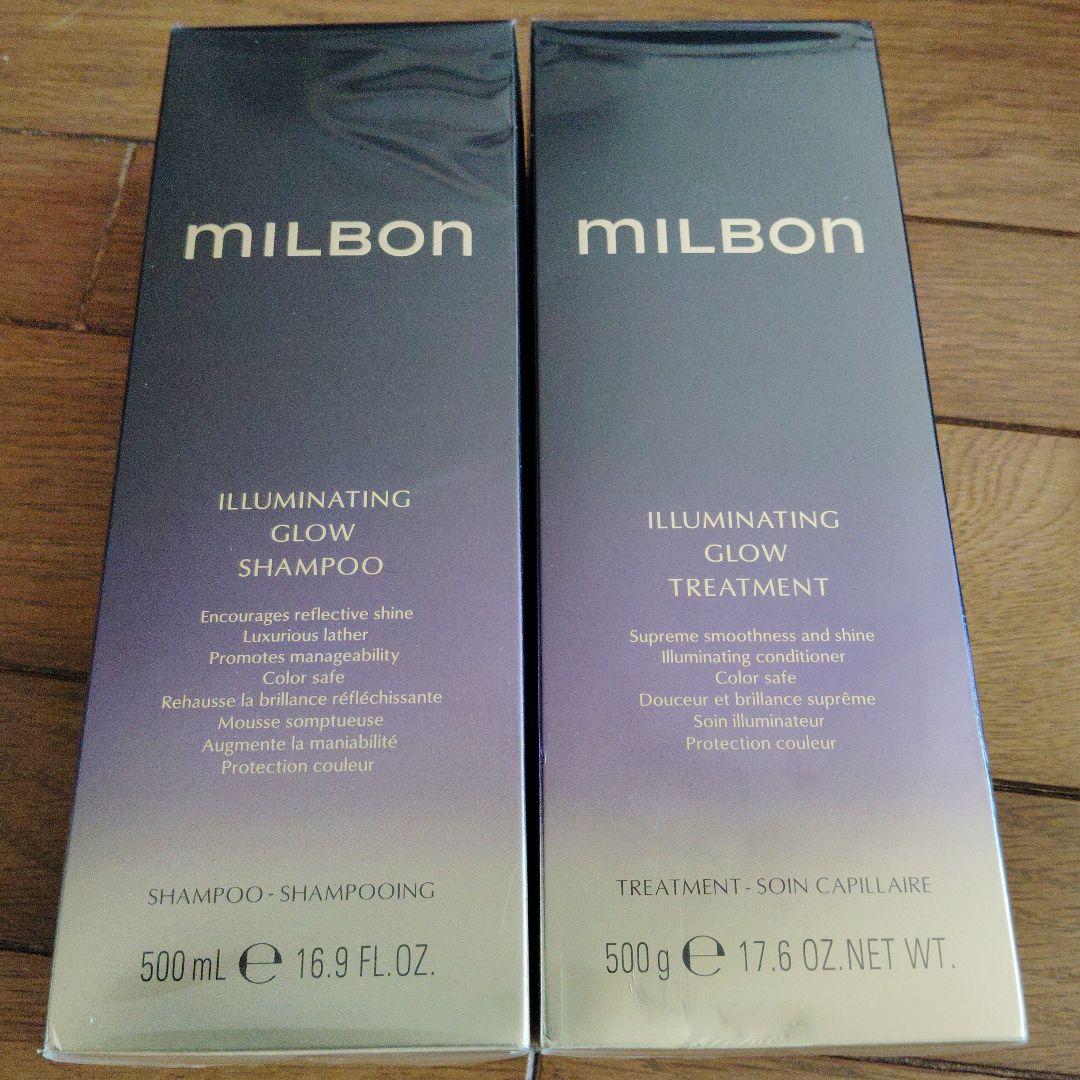 mILBOn
ILLUMINATING
GLOW
SHAMPOO
Encourages reflective shine
Luxurious lather
Promotes manageability
Color safe
Rehausse la brillance réfléchissante
Mousse somptueuse
Augmente la maniabilité
Protection couleur
SHAMPOO - SHAMPOOING
500 mL ℮ 16.9 FL.OZ.
mILBOn
ILLUMINATING
GLOW
TREATMENT
Supreme smoothness and shine
Illuminating conditioner
Color safe
Douceur et brillance suprême
Soin illuminateur
Protection couleur
TREATMENT - SOIN CAPILLAIRE
500 g ℮ 17.6 OZ.NET WT.